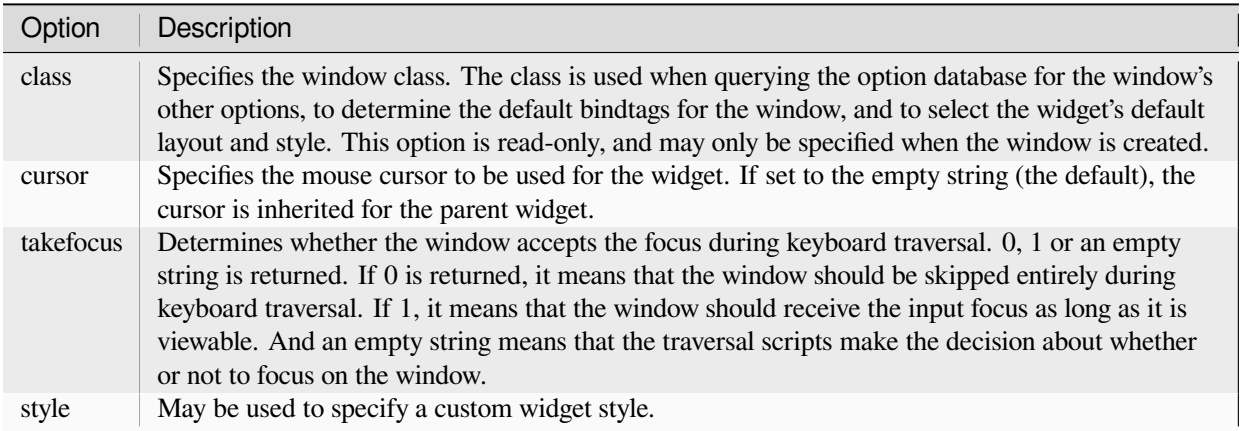 Option Description
class Specifies the window class. The class is used when querying the option database for the window's
other options, to determine the default bindtags for the window, and to select the widget's default
layout and style. This option is read-only, and may only be specified when the window is created.
cursor Specifies the mouse cursor to be used for the widget. If set to the empty string (the default), the
cursor is inherited for the parent widget.
takefocus Determines whether the window accepts the focus during keyboard traversal. 0, 1 or an empty
string is returned. If 0 is returned, it means that the window should be skipped entirely during
keyboard traversal. If 1, it means that the window should receive the input focus as long as it is
viewable. And an empty string means that the traversal scripts make the decision about whether
or not to focus on the window.
style May be used to specify a custom widget style.